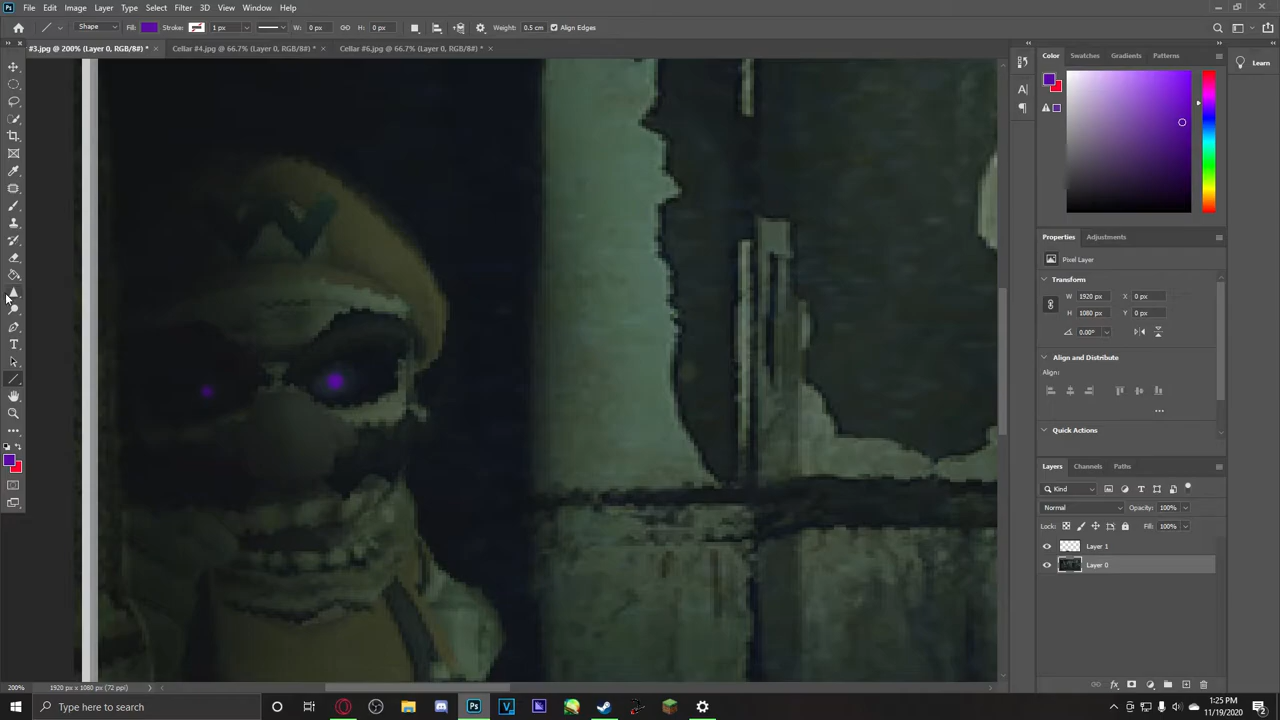 File Edit Image Layer Type Select Filter 3D View Window Help
Shape Fill: Stroke: 1 px W: 0 px H: 0 px Weight: 0.5 cm Align Edges
#3.jpg @ 200% (Layer 0, RGB/8#) * Cellar #4.jpg @ 66.7% (Layer 0, RGB/8#) * Cellar #6.jpg @ 66.7% (Layer 0, RGB/8#) *
Color Swatches Gradients Patterns
Learn
W
Properties Adjustments
Pixel Layer
Transform
W 1920 px X 0 px
H 1080 px Y 0 px
0.00°
Align and Distribute
Align:
Quick Actions
Layers Channels Paths
Kind
Normal Opacity: 100%
Lock: Fill: 100%
Layer 1
Layer 0
200% 1920 px x 1080 px (72 ppi)
Type here to search
1:25 PM
11/19/2020